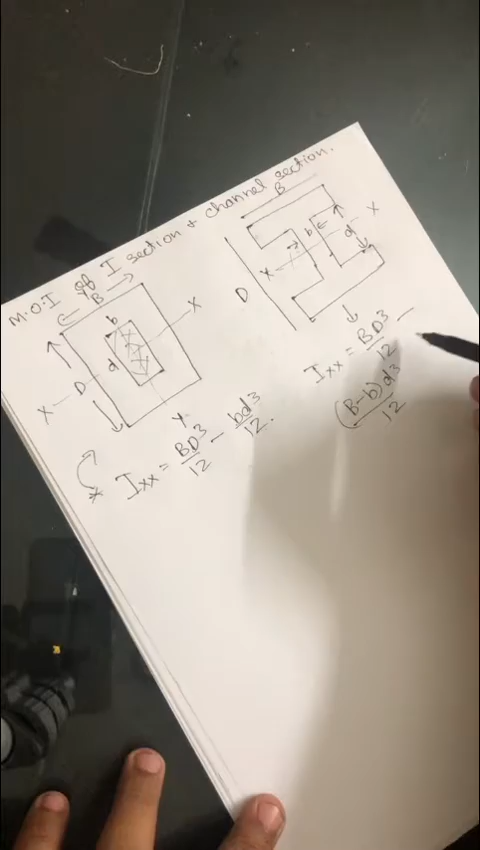 M.O.I of I section & channel section.
← B →
b
d
D
X
X
Y
Ixx = BD³/12 - bd³/12.
B
D
X
b
d
X
Ixx = BD³/12 -
(B-b)d³/12